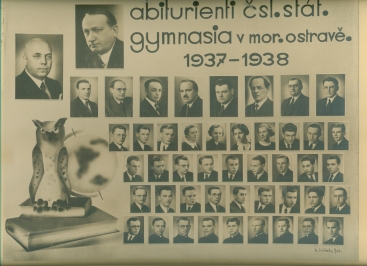 abiturienti čsl. stát.
gymnasia v mor. ostravě.
1937-1938